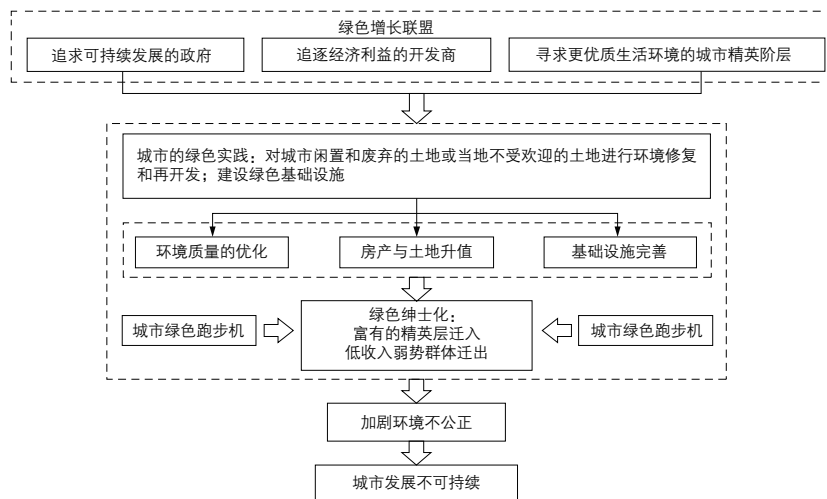 绿色增长联盟
追求可持续发展的政府
追逐经济利益的开发商
寻求更优质生活环境的城市精英阶层
城市的绿色实践：对城市闲置和废弃的土地或当地不受欢迎的土地进行环境修复
和再开发；建设绿色基础设施
环境质量的优化
房产与土地升值
基础设施完善
绿色绅士化：
富有的精英层迁入
低收入弱势群体迁出
城市绿色跑步机
城市绿色跑步机
加剧环境不公正
城市发展不可持续